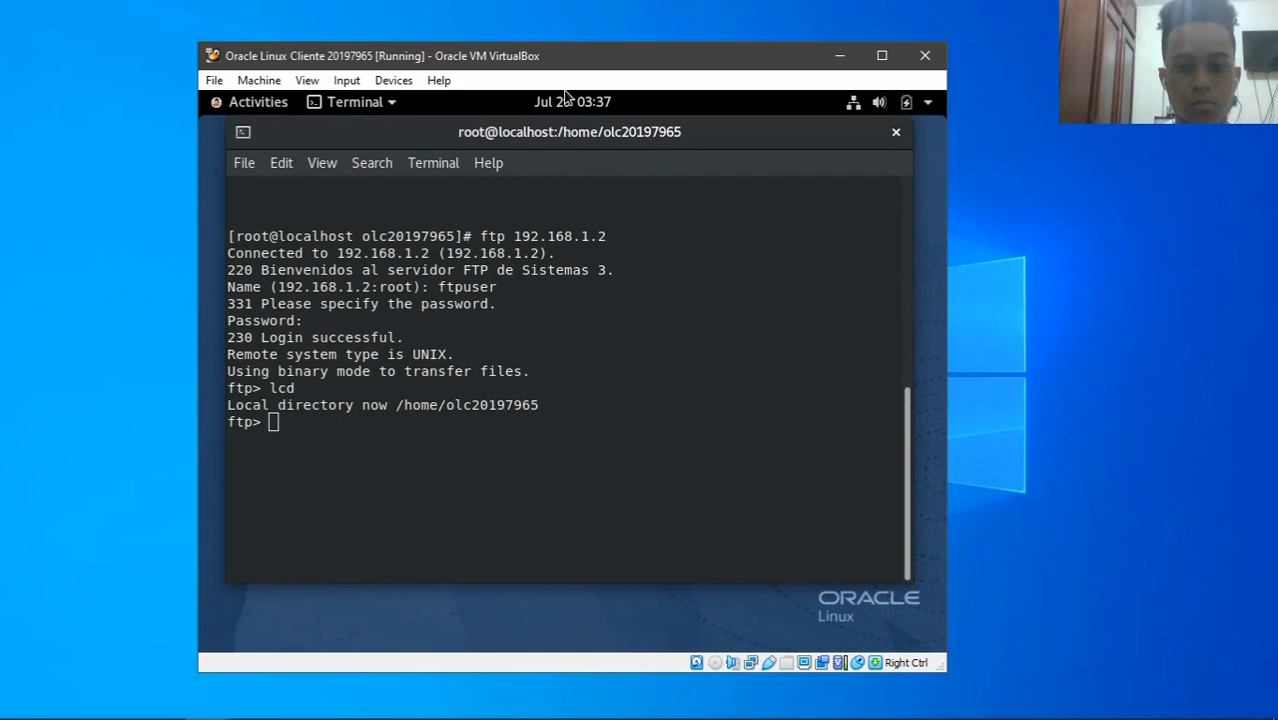 Oracle Linux Cliente 20197965 [Running] - Oracle VM VirtualBox
File Machine View Input Devices Help
Activities Terminal Jul 03:37
root@localhost:/home/olc20197965
File Edit View Search Terminal Help
[root@localhost olc20197965]# ftp 192.168.1.2
Connected to 192.168.1.2 (192.168.1.2).
220 Bienvenidos al servidor FTP de Sistemas 3.
Name (192.168.1.2:root): ftpuser
331 Please specify the password.
Password:
230 Login successful.
Remote system type is UNIX.
Using binary mode to transfer files.
ftp> lcd
Local directory now /home/olc20197965
ftp>
ORACLE
Linux
Right Ctrl